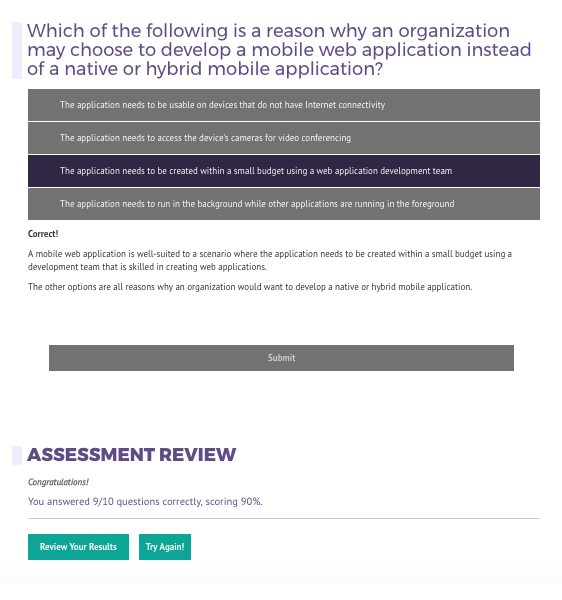 Which of the following is a reason why an organization
may choose to develop a mobile web application instead
of a native or hybrid mobile application?
The application needs to be usable on devices that do not have Internet connectivity
The application needs to access the device's cameras for video conferencing
The application needs to be created within a small budget using a web application development team
The application needs to run in the background while other applications are running in the foreground
Correct!
A mobile web application is well-suited to a scenario where the application needs to be created within a small budget using a
development team that is skilled in creating web applications.
The other options are all reasons why an organization would want to develop a native or hybrid mobile application.
Submit
ASSESSMENT REVIEW
Congratulations!
You answered 9/10 questions correctly, scoring 90%.
Review Your Results
Try Again!